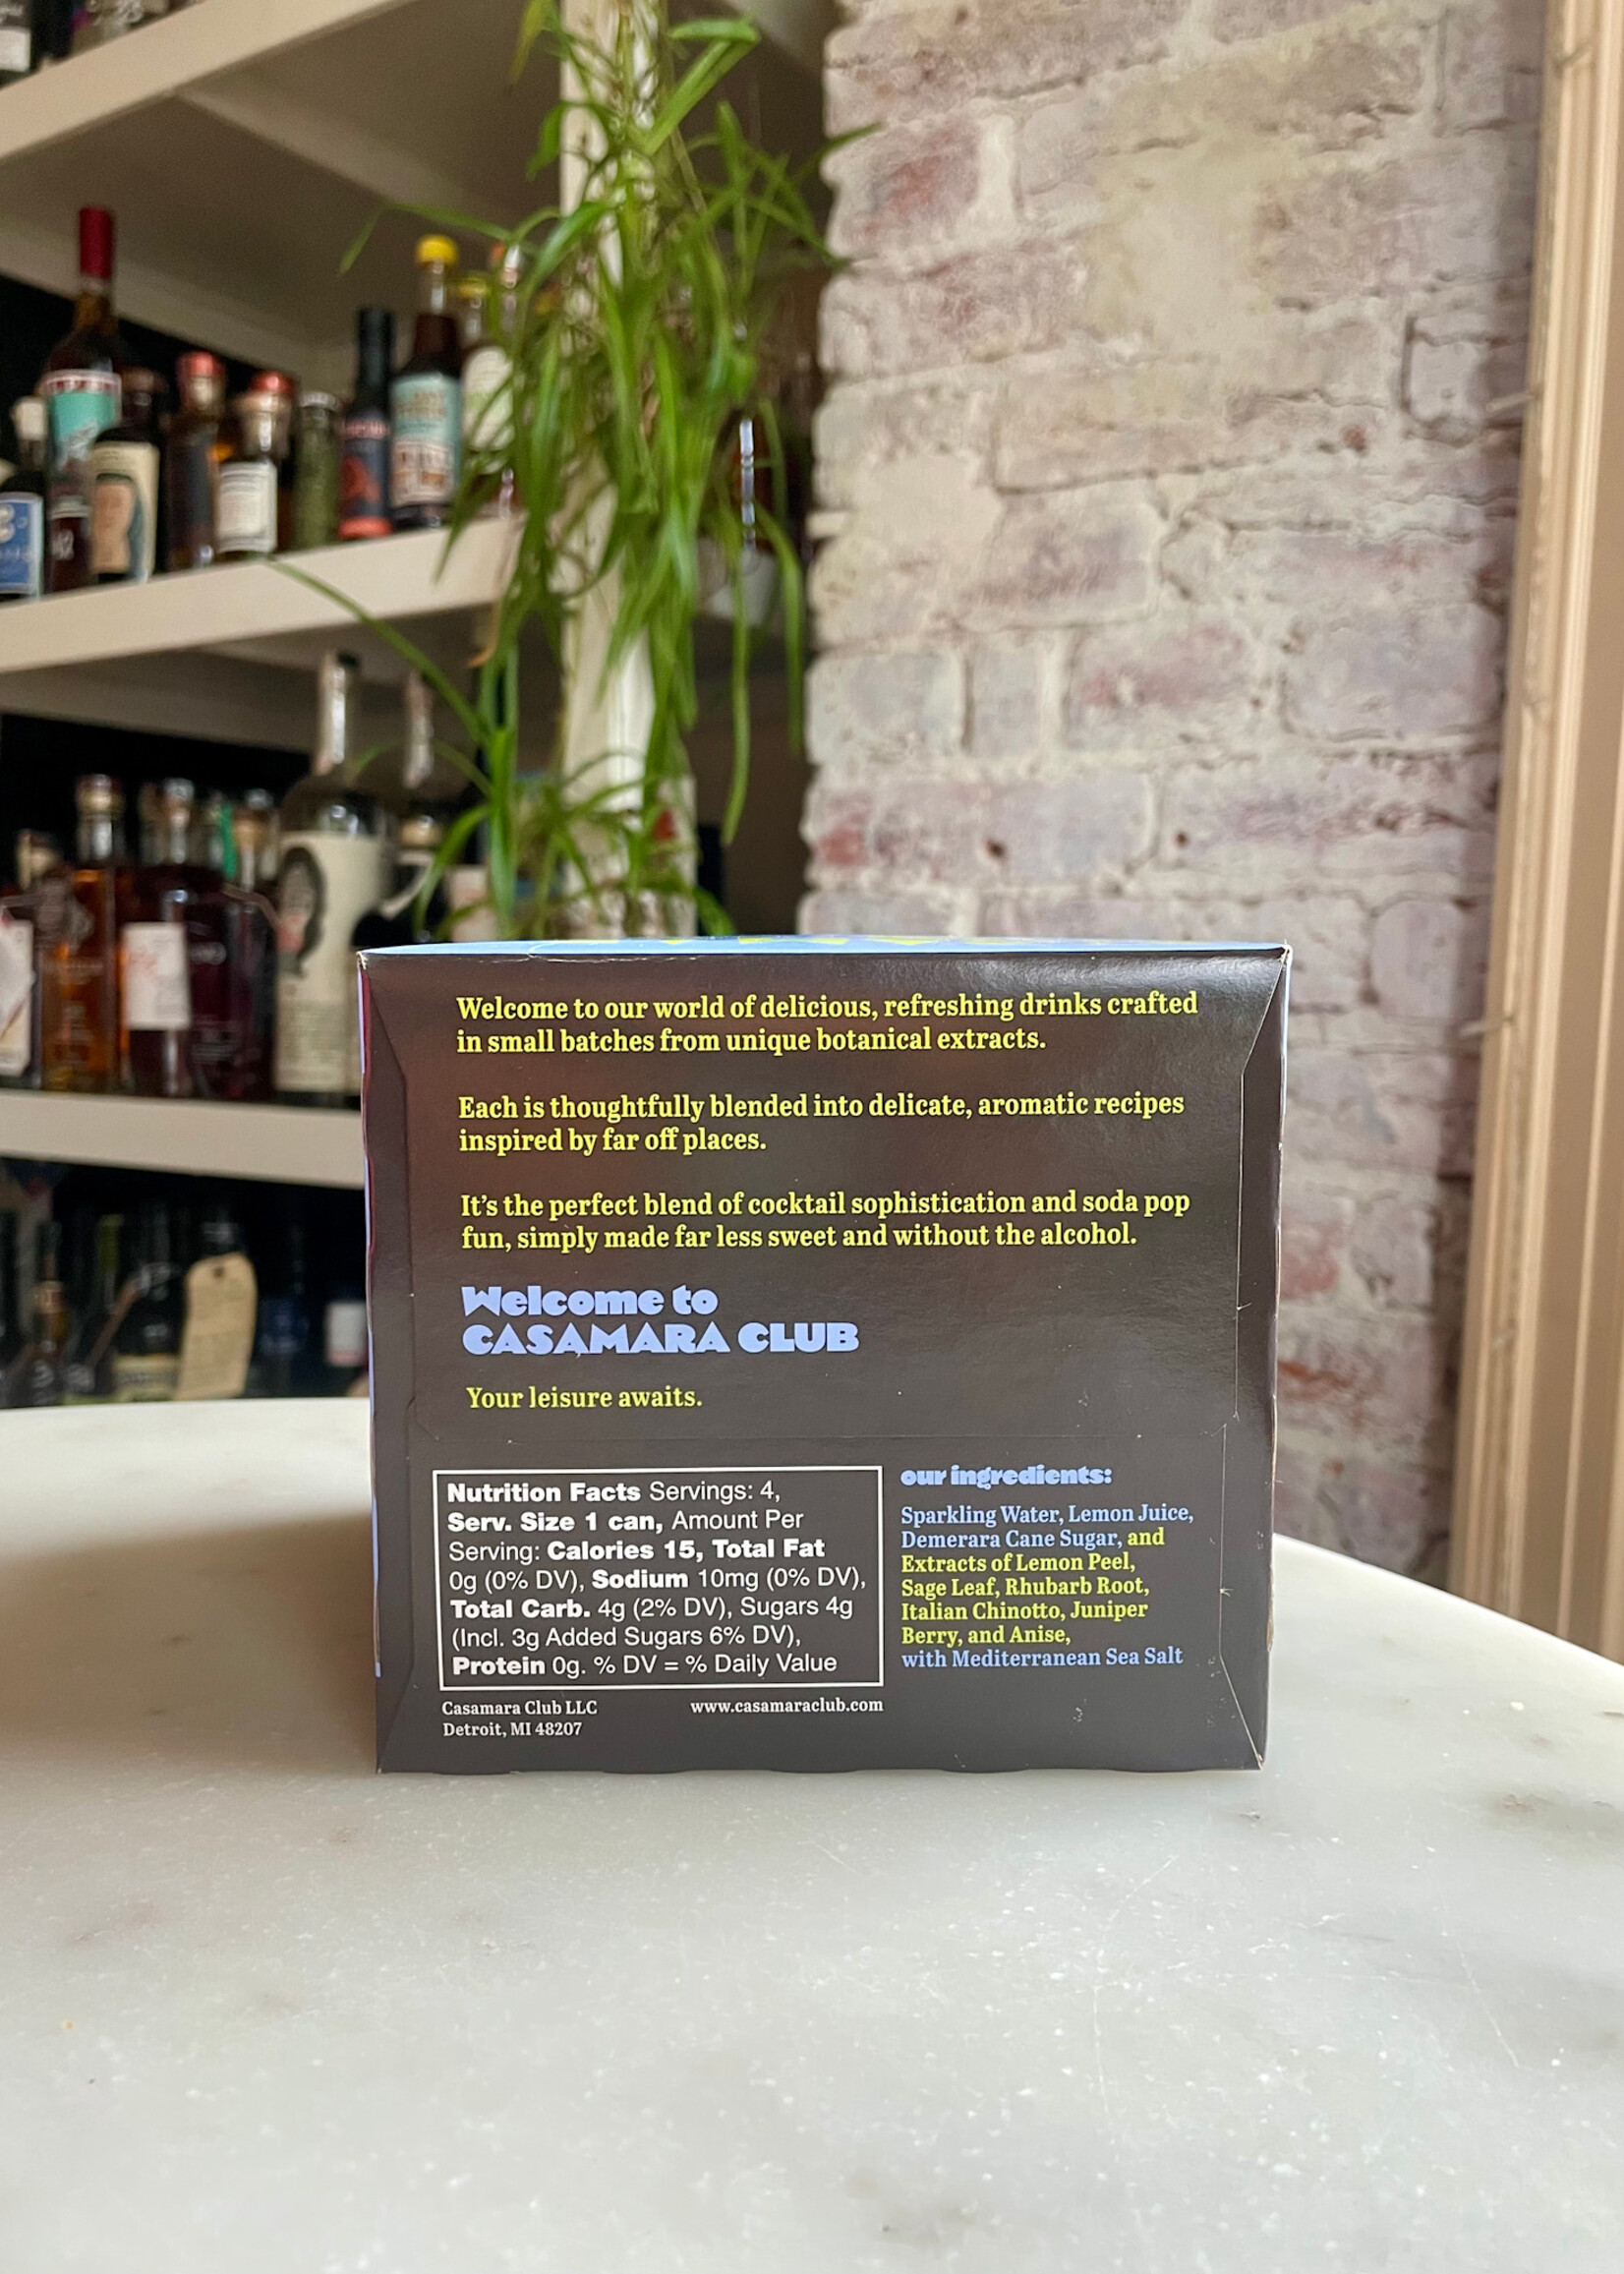 Welcome to our world of delicious, refreshing drinks crafted
in small batches from unique botanical extracts.
Each is thoughtfully blended into delicate, aromatic recipes
inspired by far off places.
It's the perfect blend of cocktail sophistication and soda pop
fun, simply made far less sweet and without the alcohol.
Welcome to
CASAMARA CLUB
Your leisure awaits.
Nutrition Facts Servings: 4,
Serv. Size 1 can, Amount Per
Serving: Calories 15, Total Fat
0g (0% DV), Sodium 10mg (0% DV),
Total Carb. 4g (2% DV), Sugars 4g
(Incl. 3g Added Sugars 6% DV),
Protein 0g. % DV = % Daily Value
Casamara Club LLC
Detroit, MI 48207
www.casamaraclub.com
our ingredients:
Sparkling Water, Lemon Juice,
Demerara Cane Sugar, and
Extracts of Lemon Peel,
Sage Leaf, Rhubarb Root,
Italian Chinotto, Juniper
Berry, and Anise,
with Mediterranean Sea Salt